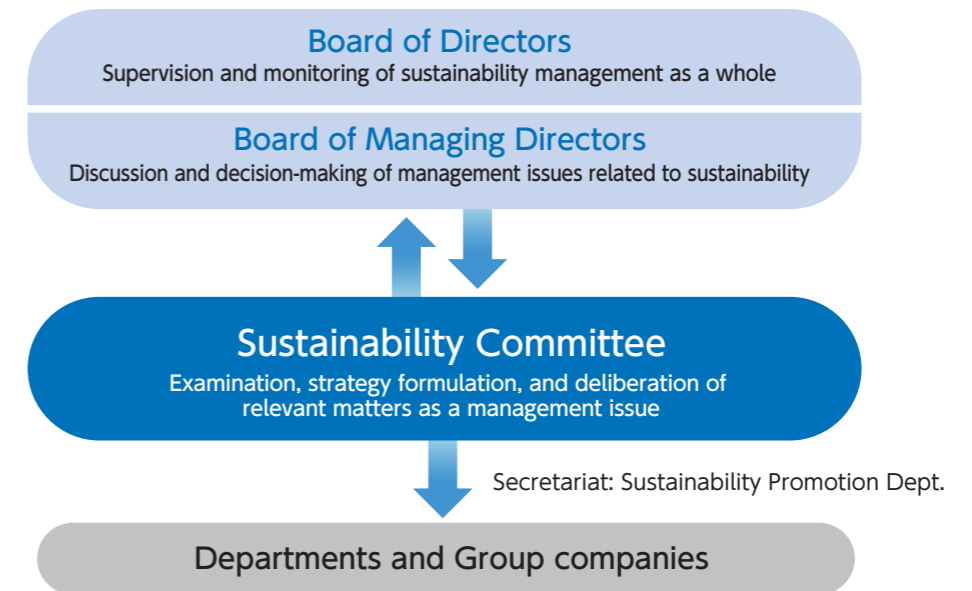 Board of Directors
Supervision and monitoring of sustainability management as a whole
Board of Managing Directors
Discussion and decision-making of management issues related to sustainability
Sustainability Committee
Examination, strategy formulation, and deliberation of
relevant matters as a management issue
Secretariat: Sustainability Promotion Dept.
Departments and Group companies